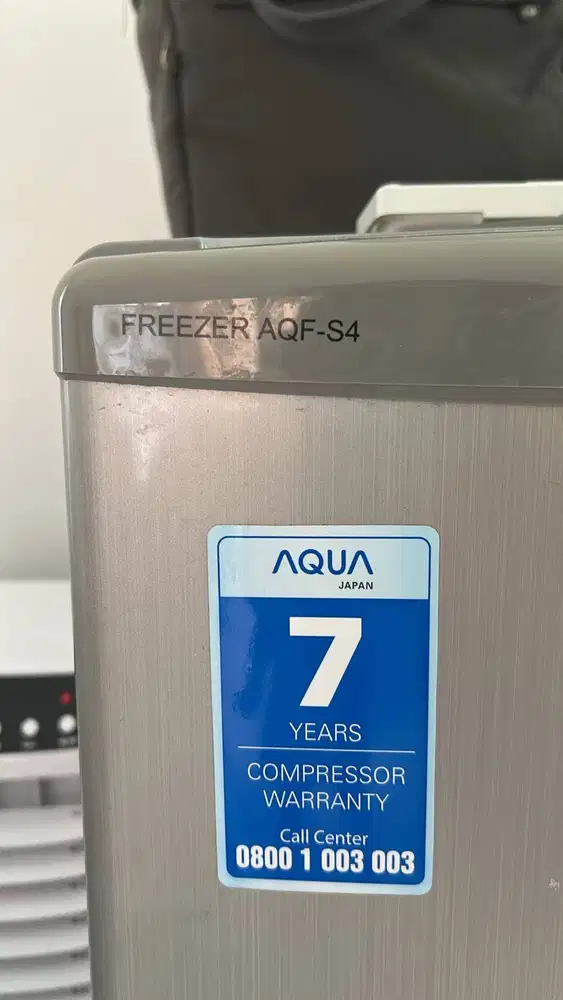 FREEZER AQF-S4
AQUA
JAPAN
7
YEARS
COMPRESSOR
WARRANTY
Call Center
0800 1 003 003